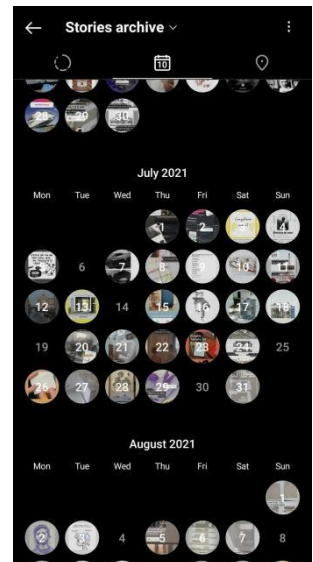 Stories archive
10
28 29 30
July 2021
Mon Tue Wed Thu Fri Sat Sun
1 2 3 4
6 7 8 9 10 11
12 13 14 15 16 17 18
19 20 21 22 23 24 25
26 27 28 29 30 31
August 2021
Mon Tue Wed Thu Fri Sat Sun
1
2 3 4 5 6 7 8